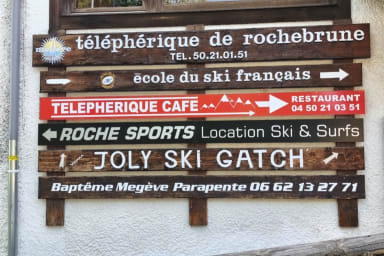 téléphérique de rochebrune
TEL. 50.21.01.51
école du ski français
TELEPHERIQUE CAFE
RESTAURANT
04 50 21 03 51
ROCHE SPORTS Location Ski & Surfs
JOLY SKI GATCH'
Baptême Megève Parapente 06 62 13 27 71